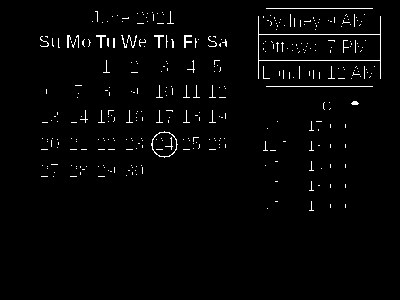 June 2021
Su Mo Tu We Th Fr Sa
1 2 3 4 5
7 8 9 10 11 12
13 14 15 16 17 18 19
20 21 22 23 24 25 26
27 28 29 30
Sydney 9 AM
Ottawa 7 PM
London 12 AM